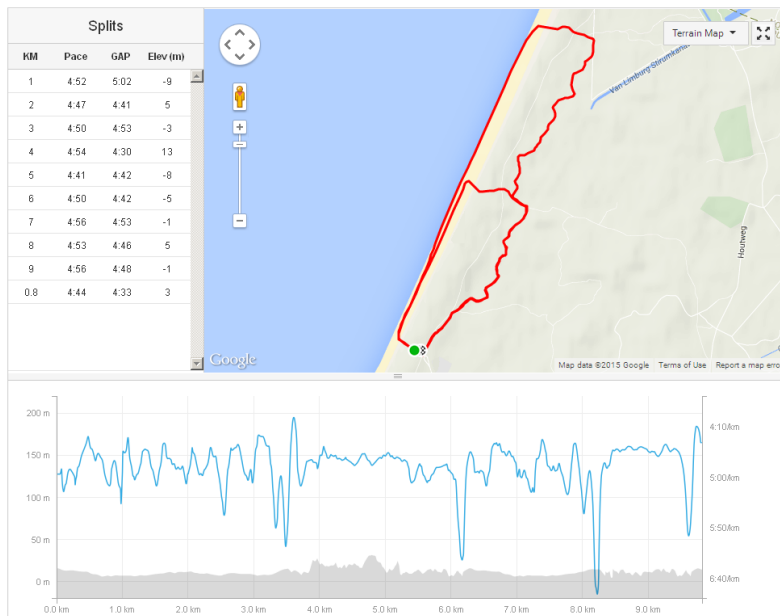 Splits
KM Pace GAP Elev (m)
1 4:52 5:02 -9
2 4:47 4:41 5
3 4:50 4:53 -3
4 4:54 4:30 13
5 4:41 4:42 -8
6 4:50 4:42 -5
7 4:56 4:53 -1
8 4:53 4:46 5
9 4:56 4:48 -1
0.8 4:44 4:33 3
Terrain Map
Van Limburg Stirumkanaal
Houtweg
Google
Map data ©2015 Google Terms of Use Report a map erro
200 m
150 m
100 m
50 m
0 m
4:10/km
5:00/km
5:50/km
6:40/km
0.0 km 1.0 km 2.0 km 3.0 km 4.0 km 5.0 km 6.0 km 7.0 km 8.0 km 9.0 km